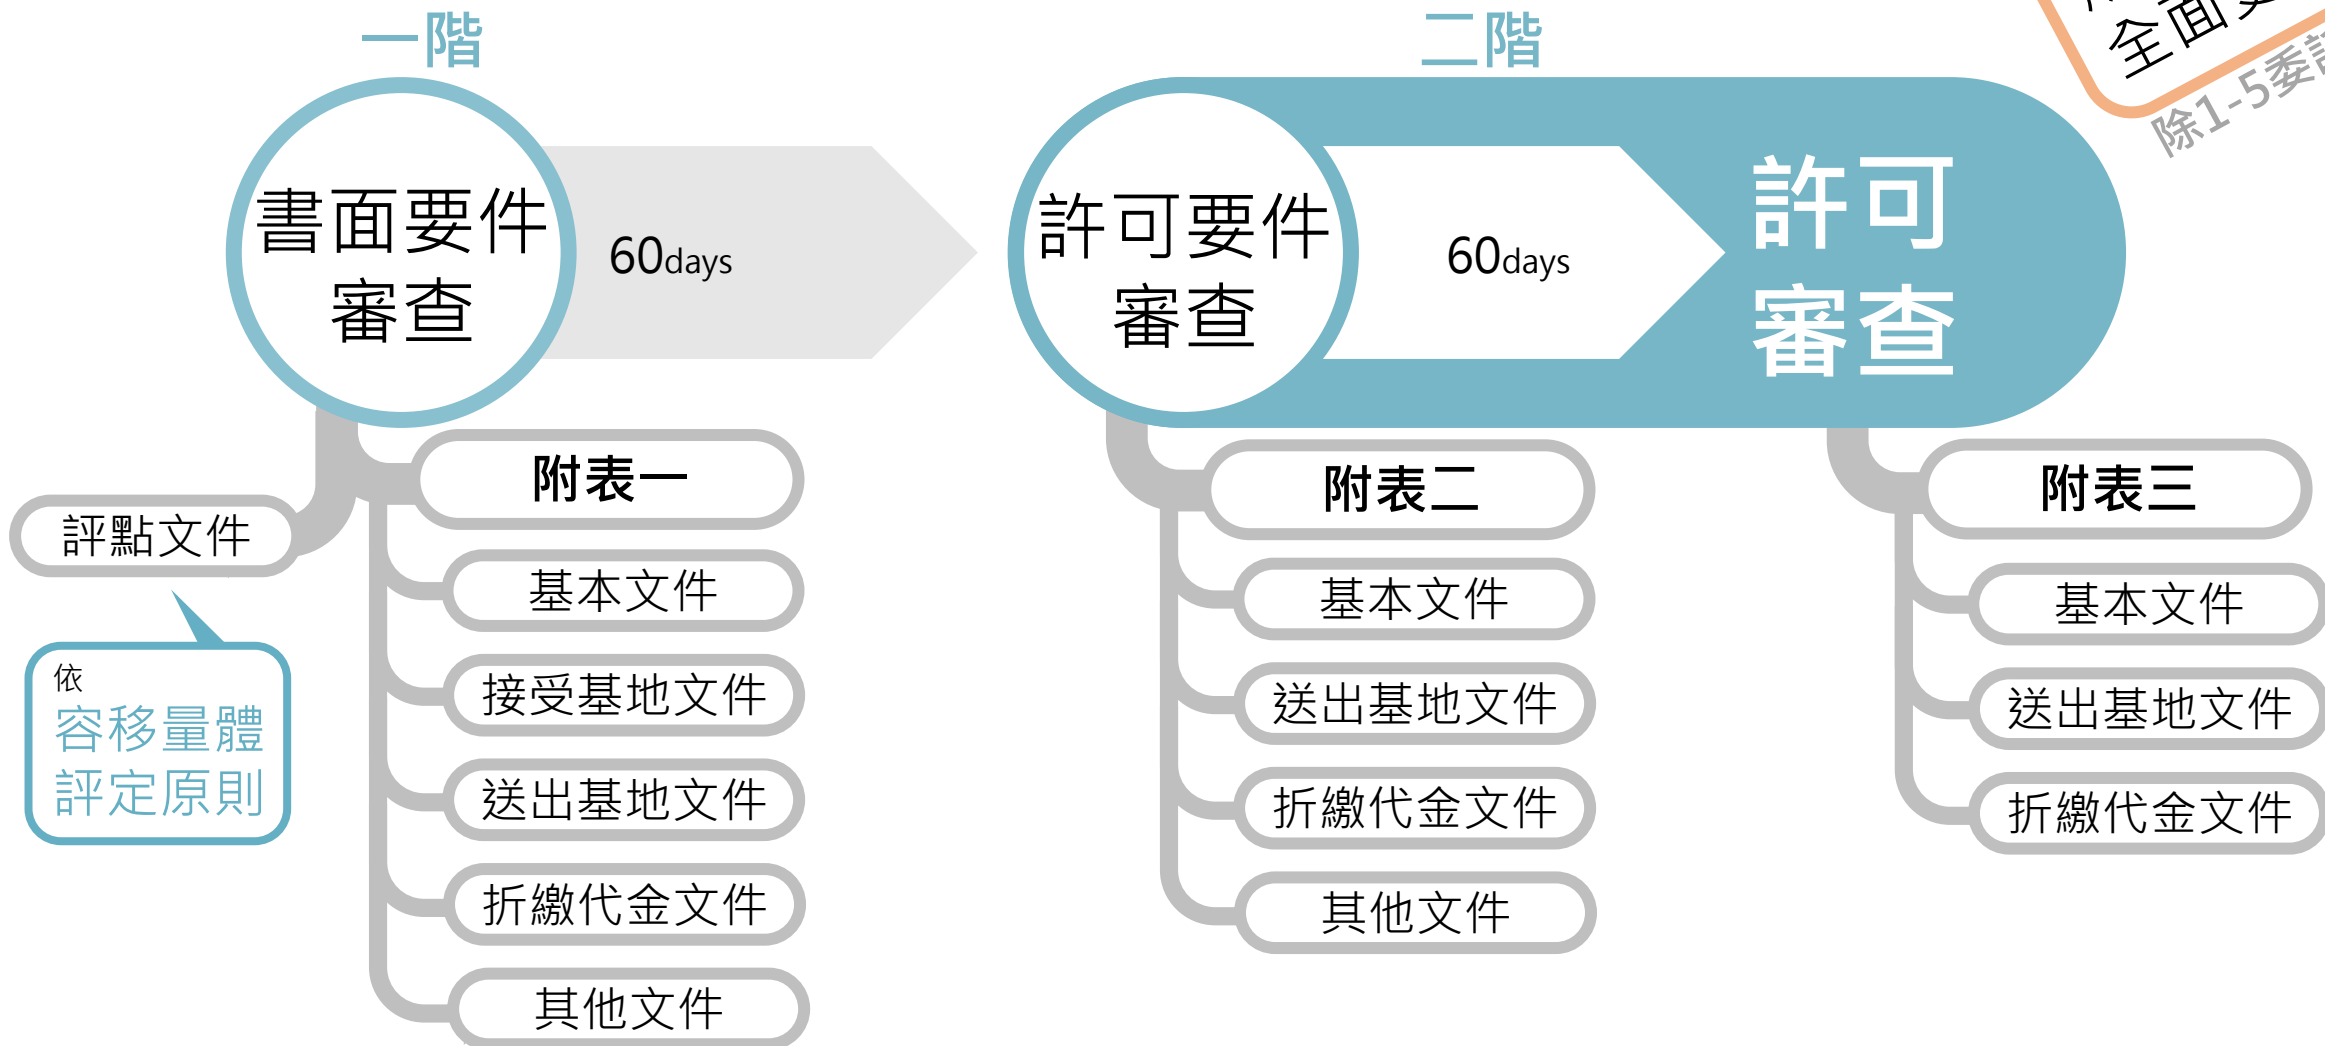 一階
二階
全面
除1-5委
書面要件
審查
60days
許可要件
審查
60days
許可
審查
評點文件
依
容移量體
評定原則
附表一
基本文件
接受基地文件
送出基地文件
折繳代金文件
其他文件
附表二
基本文件
送出基地文件
折繳代金文件
其他文件
附表三
基本文件
送出基地文件
折繳代金文件